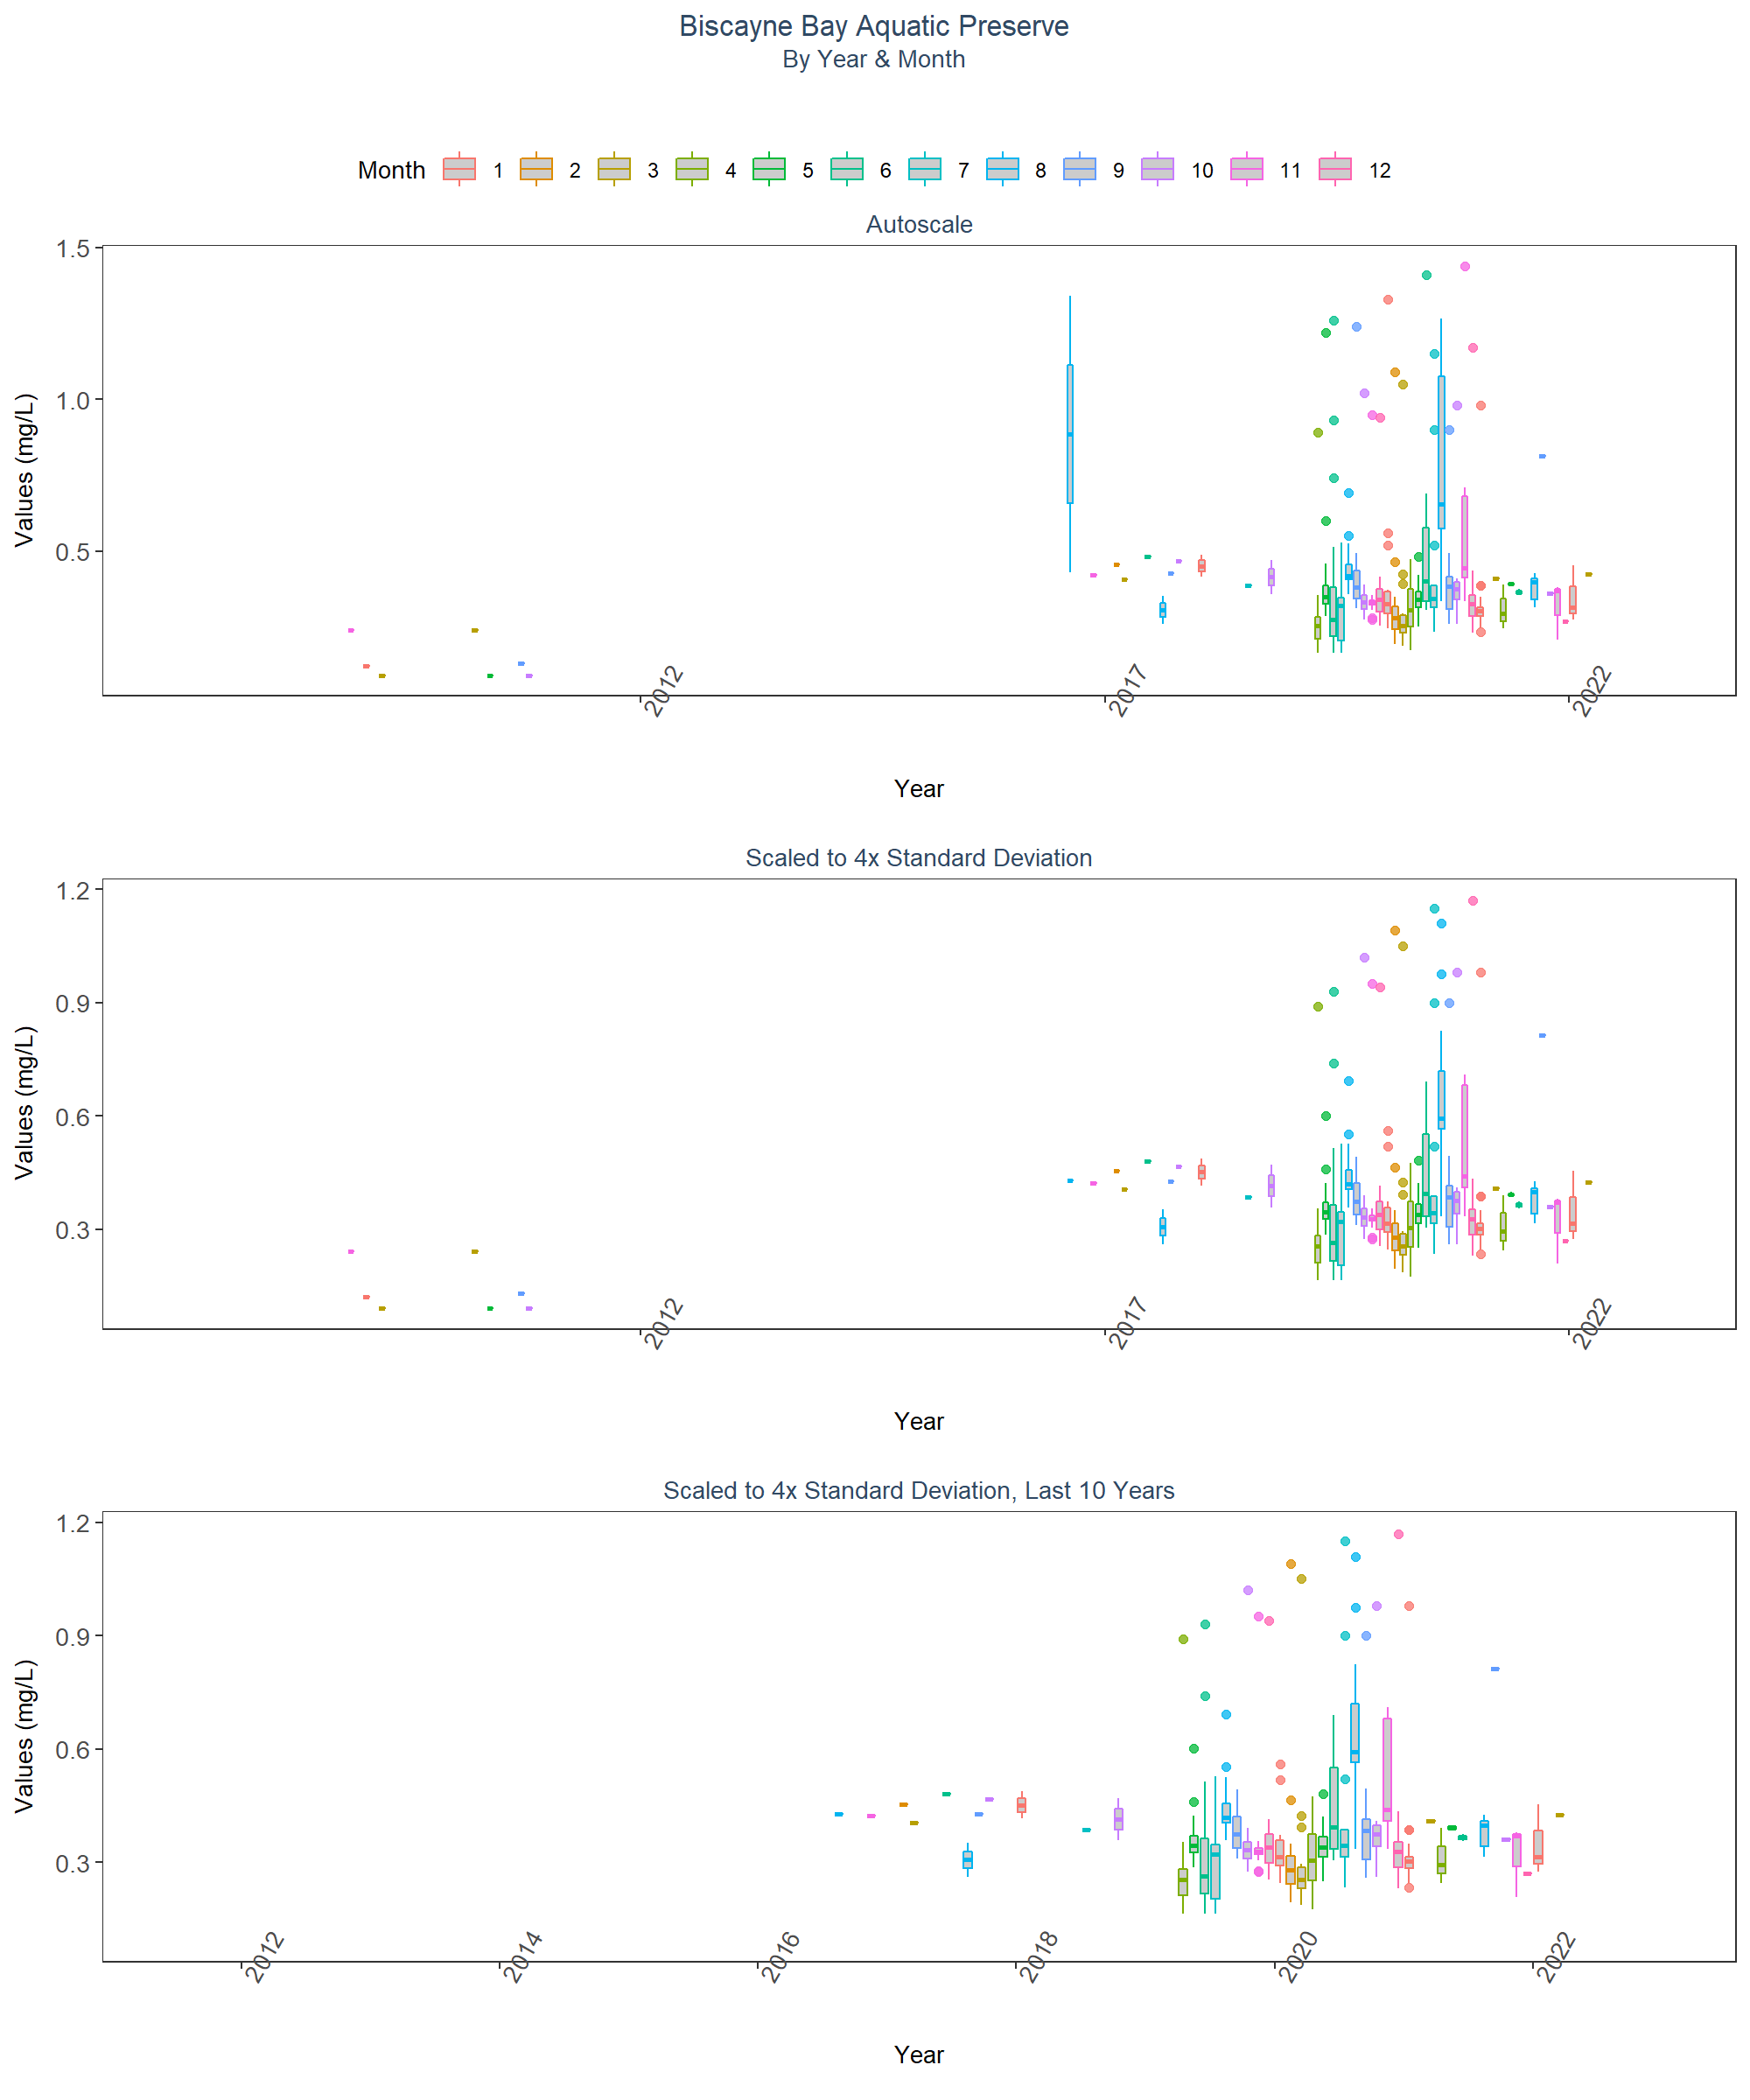 Biscayne Bay Aquatic Preserve
By Year & Month
Month 1 2 3 4 5 6 7 8 9 10 11 12
Autoscale
1.5
1.0
0.5
Values (mg/L)
2012 2017 2022
Year
Scaled to 4x Standard Deviation
1.2
0.9
0.6
0.3
Values (mg/L)
2012 2017 2022
Year
Scaled to 4x Standard Deviation, Last 10 Years
1.2
0.9
0.6
0.3
Values (mg/L)
2012 2014 2016 2018 2020 2022
Year